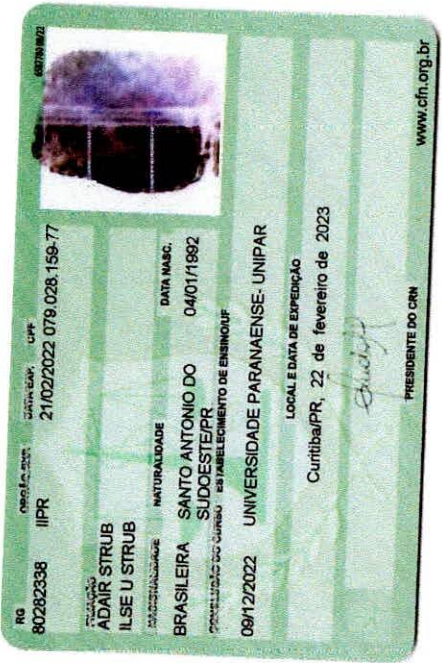 RG ÓRGÃO EXP. DATA EXP. CPF
80282338 IIPR 21/02/2022 079.028.159-77
FILIAÇÃO
ADAIR STRUB
ILSE U STRUB
NACIONALIDADE NATURALIDADE DATA NASC.
BRASILEIRA SANTO ANTONIO DO SUDOESTE/PR 04/01/1992
CONCLUSÃO DO CURSO ESTABELECIMENTO DE ENSINO/UF
09/12/2022 UNIVERSIDADE PARANAENSE- UNIPAR
LOCAL E DATA DE EXPEDIÇÃO
Curitiba/PR, 22 de fevereiro de 2023
PRESIDENTE DO CRN
www.cfn.org.br